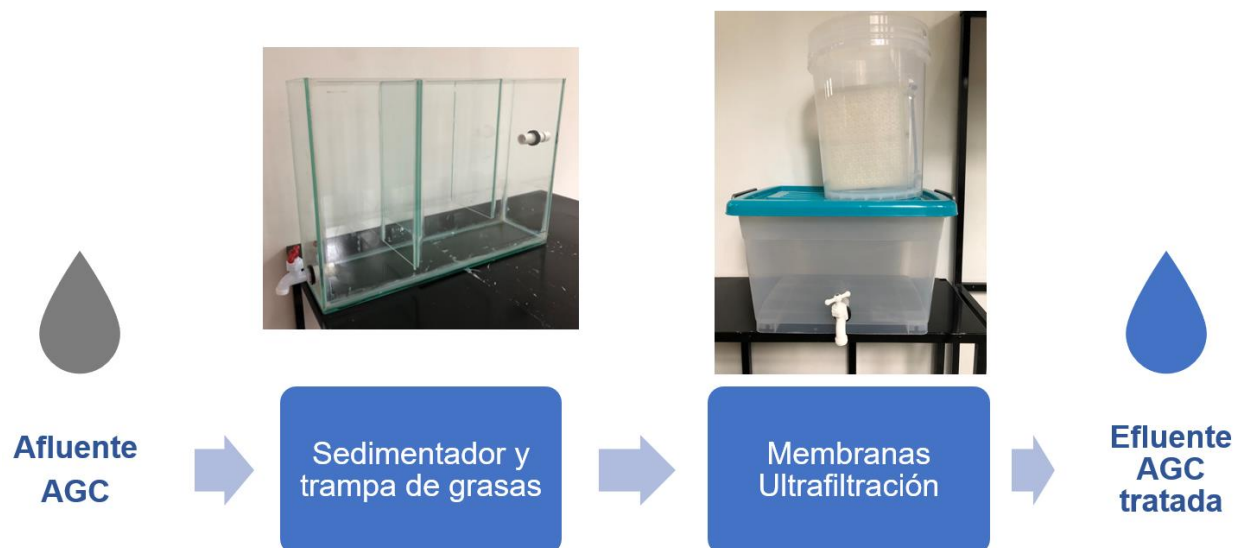 Afluente
AGC
Sedimentador y
trampa de grasas
Membranas
Ultrafiltración
Efluente
AGC
tratada